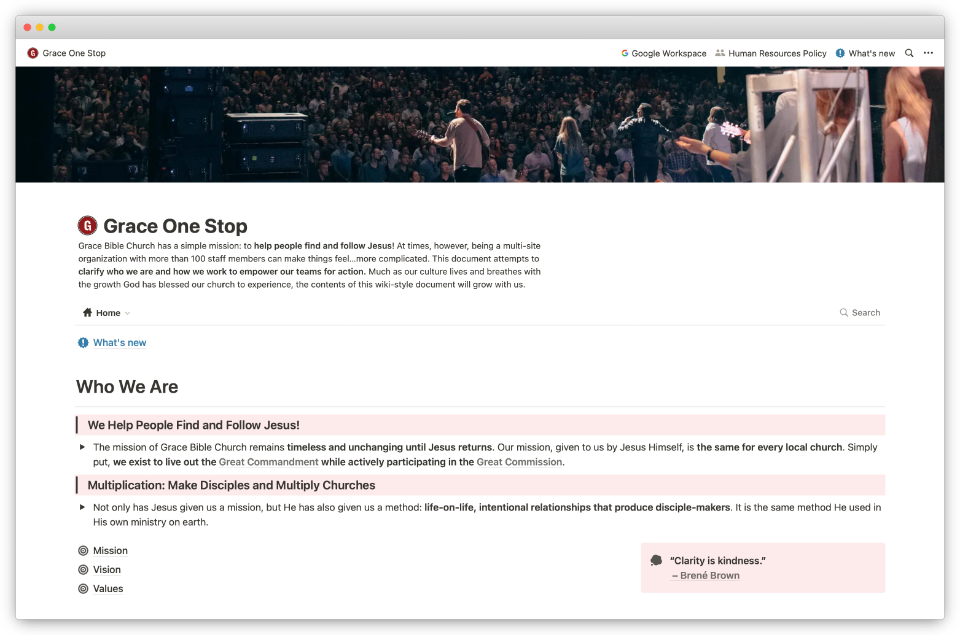 G Grace One Stop
Google Workspace Human Resources Policy What's new
G Grace One Stop
Grace Bible Church has a simple mission: to help people find and follow Jesus! At times, however, being a multi-site
organization with more than 100 staff members can make things feel...more complicated. This document attempts to
clarify who we are and how we work to empower our teams for action. Much as our culture lives and breathes with
the growth God has blessed our church to experience, the contents of this wiki-style document will grow with us.
Home Search
What's new
Who We Are
We Help People Find and Follow Jesus!
The mission of Grace Bible Church remains timeless and unchanging until Jesus returns. Our mission, given to us by Jesus Himself, is the same for every local church. Simply
put, we exist to live out the Great Commandment while actively participating in the Great Commission.
Multiplication: Make Disciples and Multiply Churches
Not only has Jesus given us a mission, but He has also given us a method: life-on-life, intentional relationships that produce disciple-makers. It is the same method He used in
His own ministry on earth.
Mission
Vision
Values
“Clarity is kindness.”
– Brené Brown